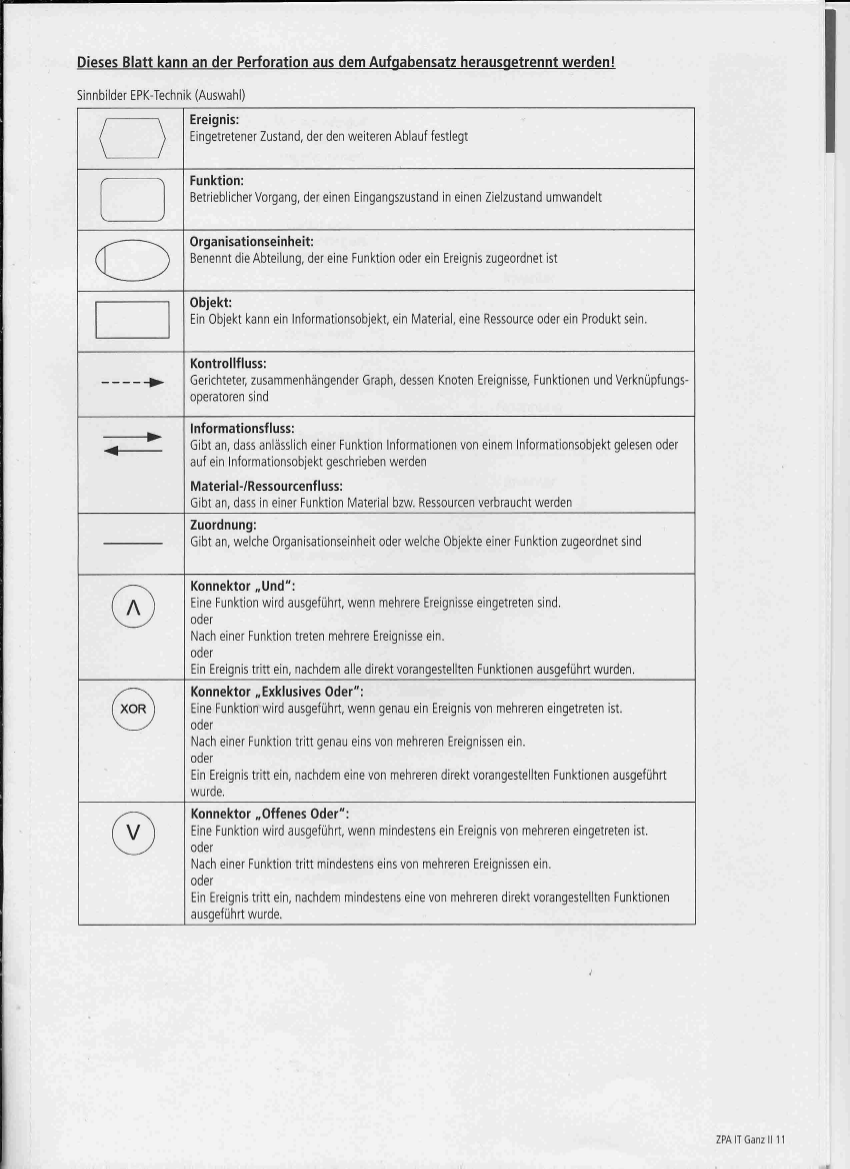 Dieses Blatt kann an der Perforation aus dem Aufgabensatz herausgetrennt werden!
Sinnbilder EPK-Technik (Auswahl)
Ereignis:
Eingetretener Zustand, der den weiteren Ablauf festlegt
Funktion:
Betrieblicher Vorgang, der einen Eingangszustand in einen Zielzustand umwandelt
Organisationseinheit:
Benennt die Abteilung, der eine Funktion oder ein Ereignis zugeordnet ist
Objekt:
Ein Objekt kann ein Informationsobjekt, ein Material, eine Ressource oder ein Produkt sein.
Kontrollfluss:
Gerichteter, zusammenhängender Graph, dessen Knoten Ereignisse, Funktionen und Verknüpfungs-
operatoren sind
Informationsfluss:
Gibt an, dass anlässlich einer Funktion Informationen von einem Informationsobjekt gelesen oder
auf ein Informationsobjekt geschrieben werden
Material-/Ressourcenfluss:
Gibt an, dass in einer Funktion Material bzw. Ressourcen verbraucht werden
Zuordnung:
Gibt an, welche Organisationseinheit oder welche Objekte einer Funktion zugeordnet sind
Λ
Konnektor „Und":
Eine Funktion wird ausgeführt, wenn mehrere Ereignisse eingetreten sind.
oder
Nach einer Funktion treten mehrere Ereignisse ein.
oder
Ein Ereignis tritt ein, nachdem alle direkt vorangestellten Funktionen ausgeführt wurden.
XOR
Konnektor „Exklusives Oder":
Eine Funktion wird ausgeführt, wenn genau ein Ereignis von mehreren eingetreten ist.
oder
Nach einer Funktion tritt genau eins von mehreren Ereignissen ein.
oder
Ein Ereignis tritt ein, nachdem eine von mehreren direkt vorangestellten Funktionen ausgeführt
wurde.
V
Konnektor „Offenes Oder":
Eine Funktion wird ausgeführt, wenn mindestens ein Ereignis von mehreren eingetreten ist.
oder
Nach einer Funktion tritt mindestens eins von mehreren Ereignissen ein.
oder
Ein Ereignis tritt ein, nachdem mindestens eine von mehreren direkt vorangestellten Funktionen
ausgeführt wurde.
ZPA IT Ganz II 11